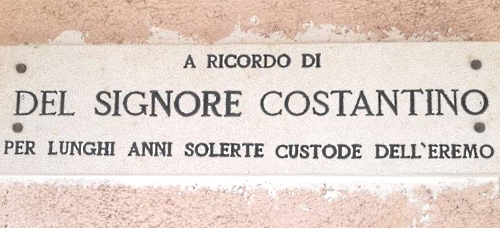 A RICORDO DI
DEL SIGNORE COSTANTINO
PER LUNGHI ANNI SOLERTE CUSTODE DELL'EREMO